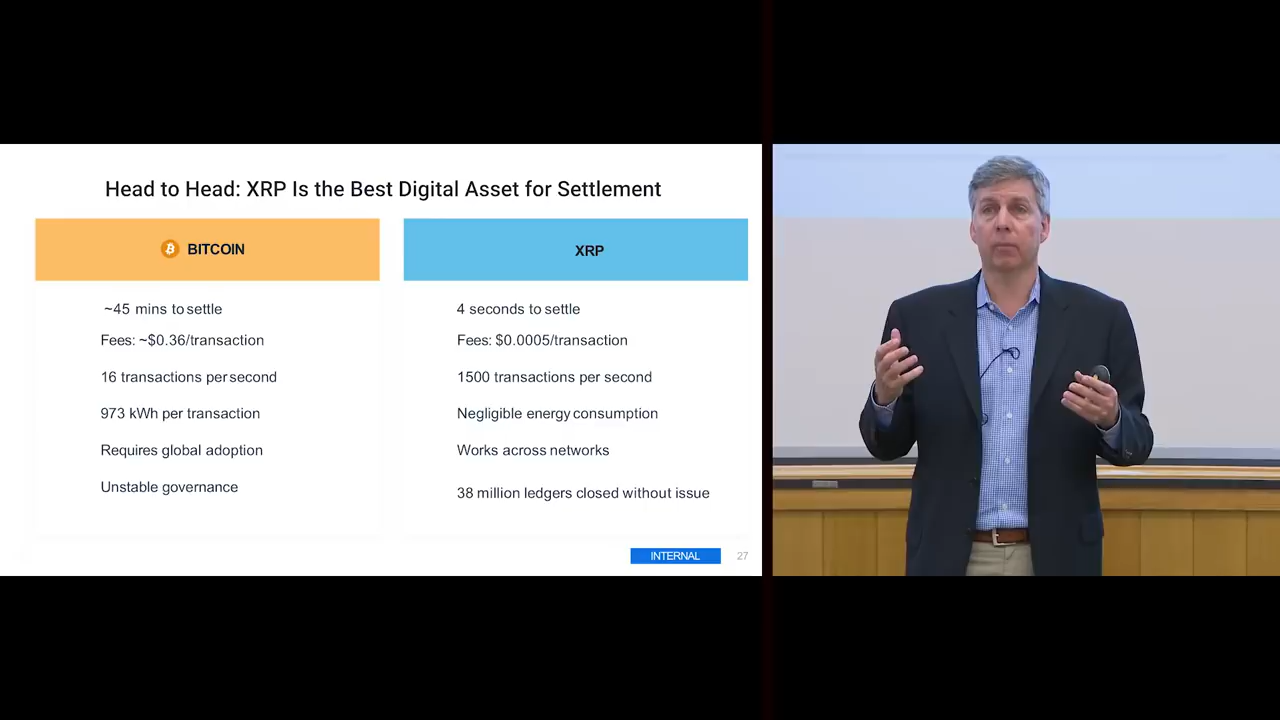 Head to Head: XRP Is the Best Digital Asset for Settlement
BITCOIN
~45 mins to settle
Fees: ~$0.36/transaction
16 transactions per second
973 kWh per transaction
Requires global adoption
Unstable governance
XRP
4 seconds to settle
Fees: $0.0005/transaction
1500 transactions per second
Negligible energy consumption
Works across networks
38 million ledgers closed without issue
INTERNAL
27